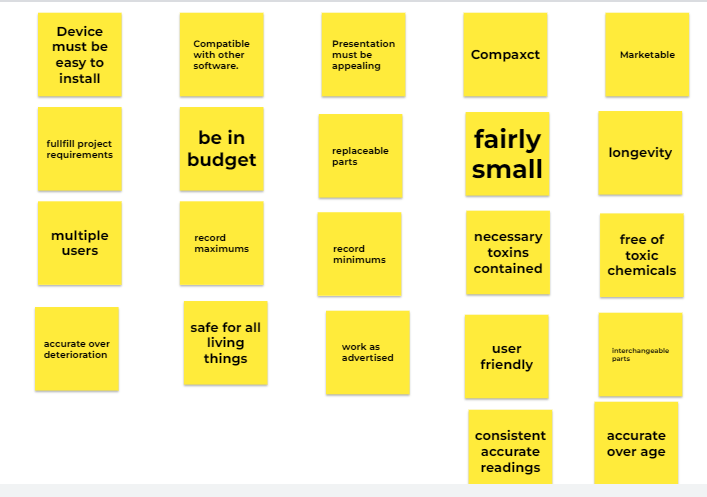 Device
must be
easy to
install
Compatible
with other
software.
Presentation
must be
appealing
Compaxct
Marketable
fullfill project
requirements
be in
budget
replaceable
parts
fairly
small
longevity
multiple
users
record
maximums
record
minimums
necessary
toxins
contained
free of
toxic
chemicals
accurate over
deterioration
safe for all
living
things
work as
advertised
user
friendly
interchangeable
parts
consistent
accurate
readings
accurate
over age